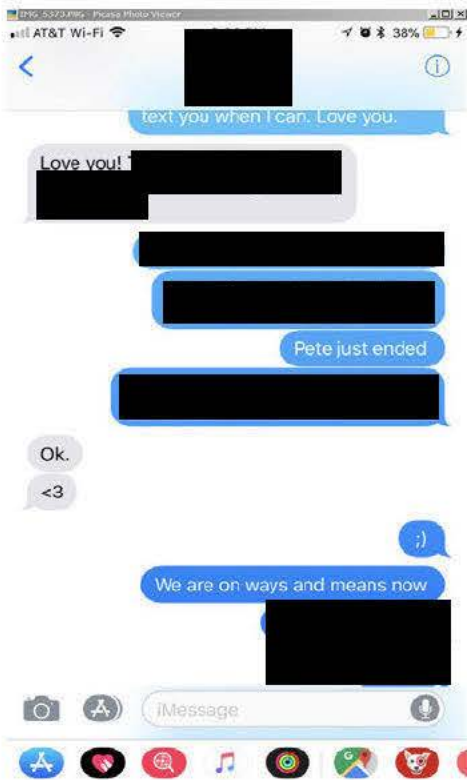 IMG_5373.PNG - Picasa Photo Viewer
AT&T Wi-Fi
38%
text you when I can. Love you.
Love you!
Pete just ended
Ok.
<3
;)
We are on ways and means now
iMessage